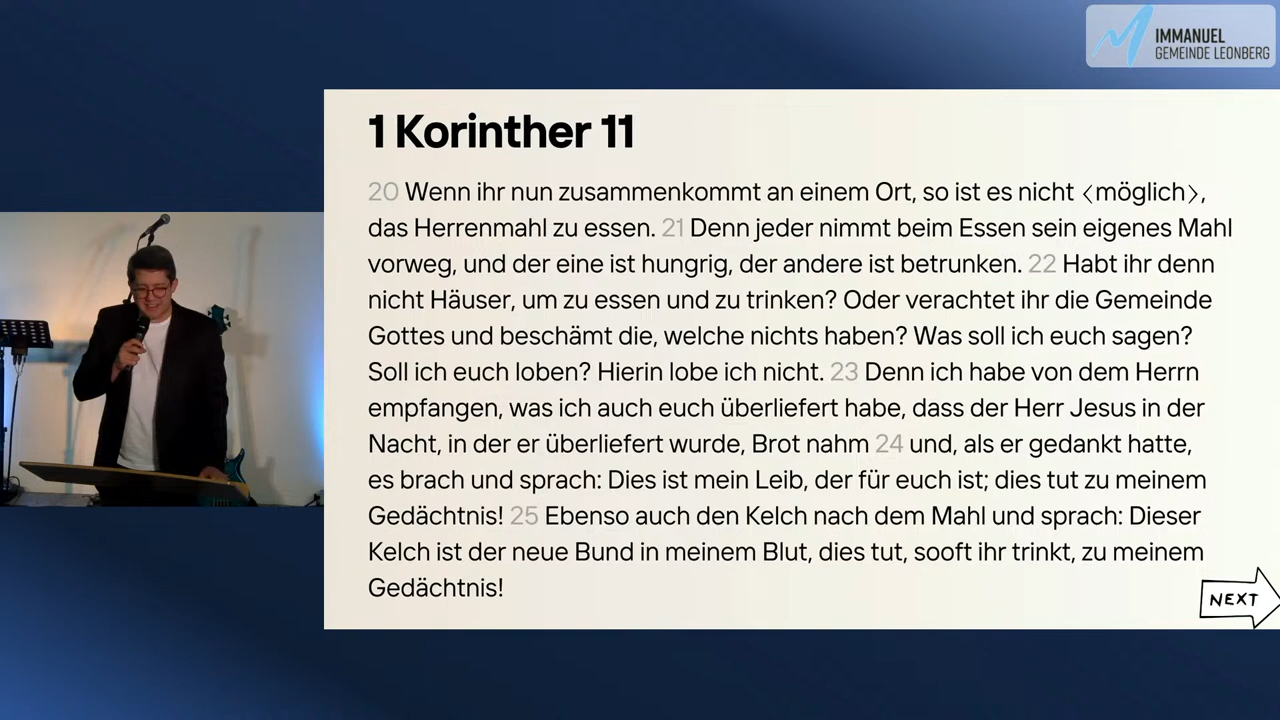 IMMANUEL
GEMEINDE LEONBERG
1 Korinther 11
20 Wenn ihr nun zusammenkommt an einem Ort, so ist es nicht 〈möglich〉,
das Herrenmahl zu essen. 21 Denn jeder nimmt beim Essen sein eigenes Mahl
vorweg, und der eine ist hungrig, der andere ist betrunken. 22 Habt ihr denn
nicht Häuser, um zu essen und zu trinken? Oder verachtet ihr die Gemeinde
Gottes und beschämt die, welche nichts haben? Was soll ich euch sagen?
Soll ich euch loben? Hierin lobe ich nicht. 23 Denn ich habe von dem Herrn
empfangen, was ich auch euch überliefert habe, dass der Herr Jesus in der
Nacht, in der er überliefert wurde, Brot nahm 24 und, als er gedankt hatte,
es brach und sprach: Dies ist mein Leib, der für euch ist; dies tut zu meinem
Gedächtnis! 25 Ebenso auch den Kelch nach dem Mahl und sprach: Dieser
Kelch ist der neue Bund in meinem Blut, dies tut, sooft ihr trinkt, zu meinem
Gedächtnis!
NEXT